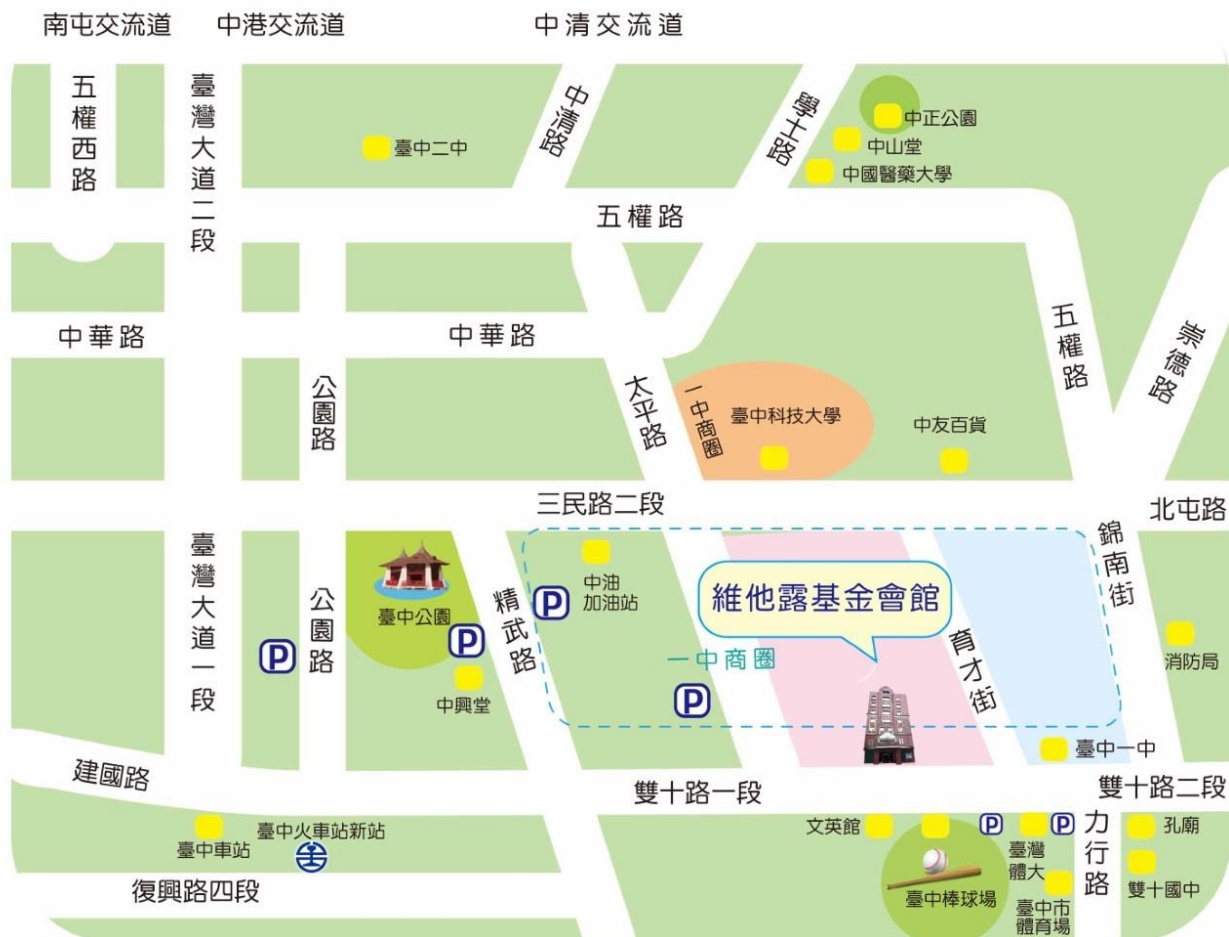 南屯交流道
中港交流道
中清交流道
五權西路
臺灣大道二段
中清路
學士路
中正公園
中山堂
中國醫藥大學
臺中二中
五權路
中華路
中華路
五權路
崇德路
公園路
太平路
一中商圈
臺中科技大學
中友百貨
三民路二段
北屯路
臺灣大道一段
公園路
P
臺中公園
P
中興堂
精武路
P
中油
加油站
一中商圈
P
維他露基金會館
育才街
錦南街
消防局
臺中一中
建國路
雙十路一段
雙十路二段
臺中車站
臺中火車站新站
復興路四段
文英館
臺中棒球場
P
臺灣
體大
P
臺中市
體育場
力行路
孔廟
雙十國中